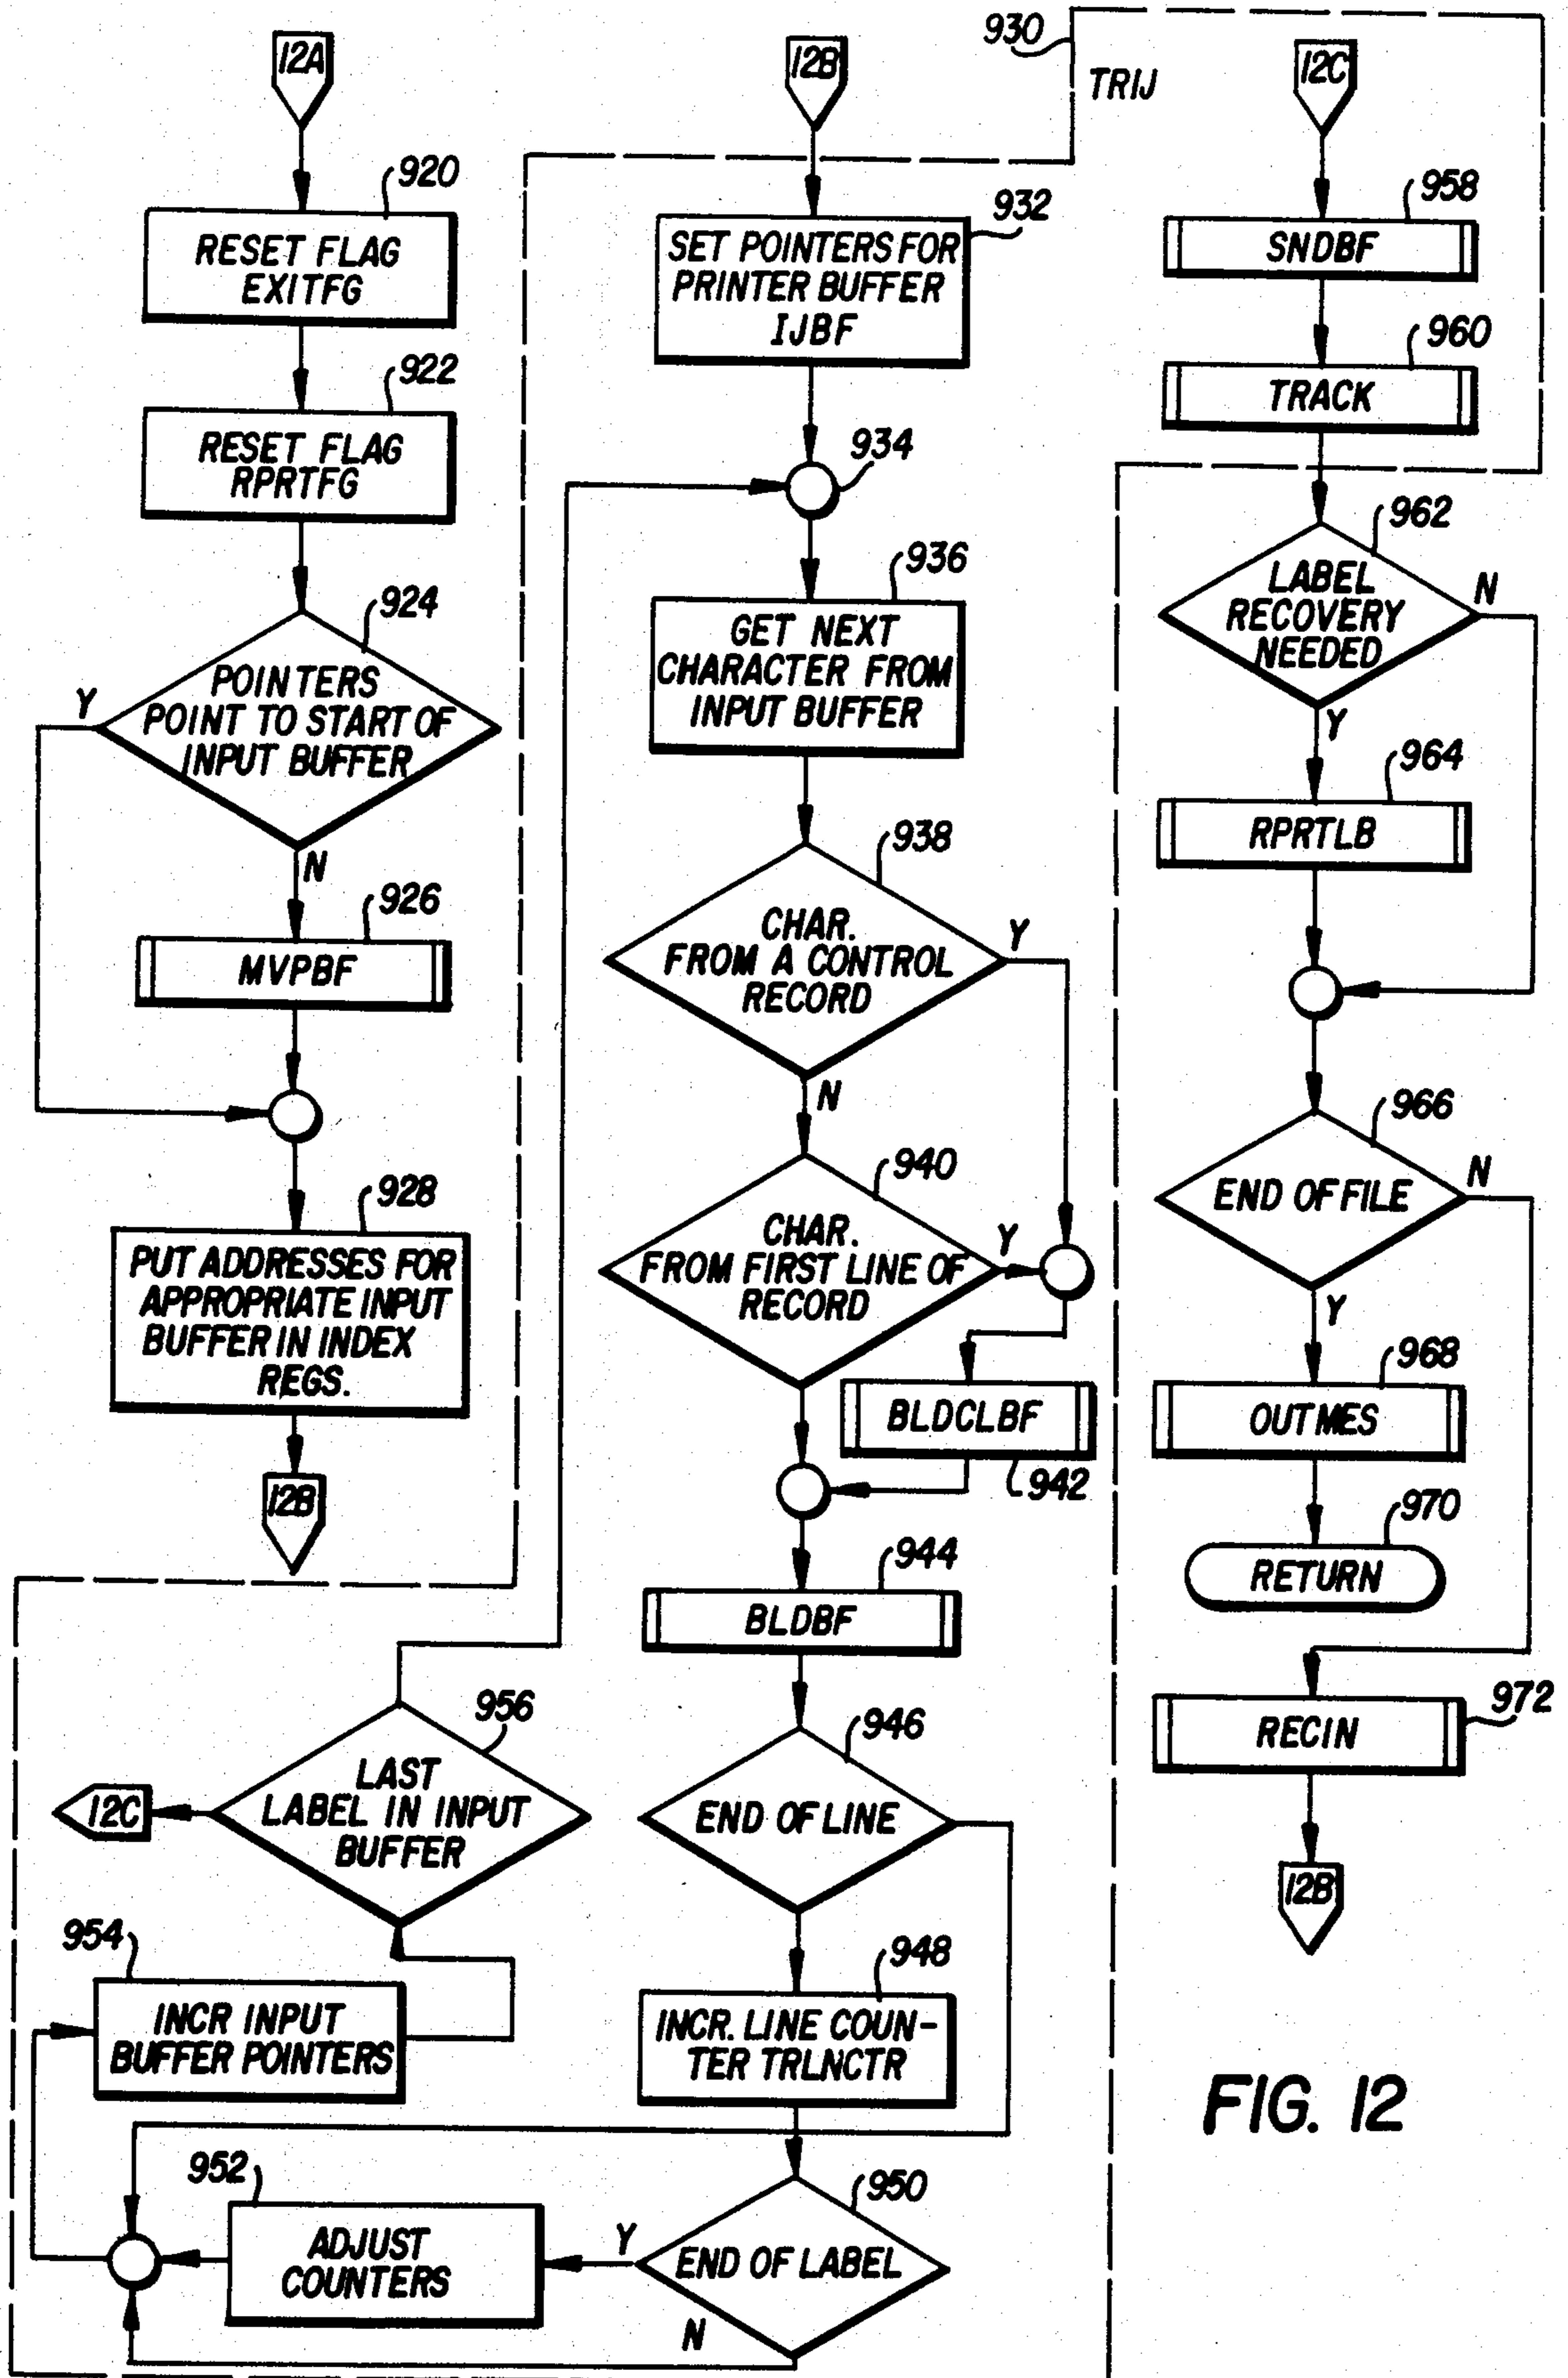 12A
920
RESET FLAG
EXITFG
922
RESET FLAG
RPRTFG
924
POINTERS
POINT TO START OF
INPUT BUFFER
Y
N
926
MVPBF
928
PUT ADDRESSES FOR
APPROPRIATE INPUT
BUFFER IN INDEX
REGS.
12B
930
TRIJ
12B
932
SET POINTERS FOR
PRINTER BUFFER
IJBF
934
936
GET NEXT
CHARACTER FROM
INPUT BUFFER
938
CHAR.
FROM A CONTROL
RECORD
Y
N
940
CHAR.
FROM FIRST LINE OF
RECORD
Y
BLDCLBF
942
944
BLDBF
946
END OF LINE
948
INCR. LINE COUN-
TER TRLNCTR
950
END OF LABEL
Y
N
952
ADJUST
COUNTERS
954
INCR INPUT
BUFFER POINTERS
956
LAST
LABEL IN INPUT
BUFFER
12C
12C
958
SNDBF
960
TRACK
962
LABEL
RECOVERY
NEEDED
N
Y
964
RPRTLB
966
END OF FILE
N
Y
968
OUTMES
970
RETURN
972
RECIN
12B
FIG. 12